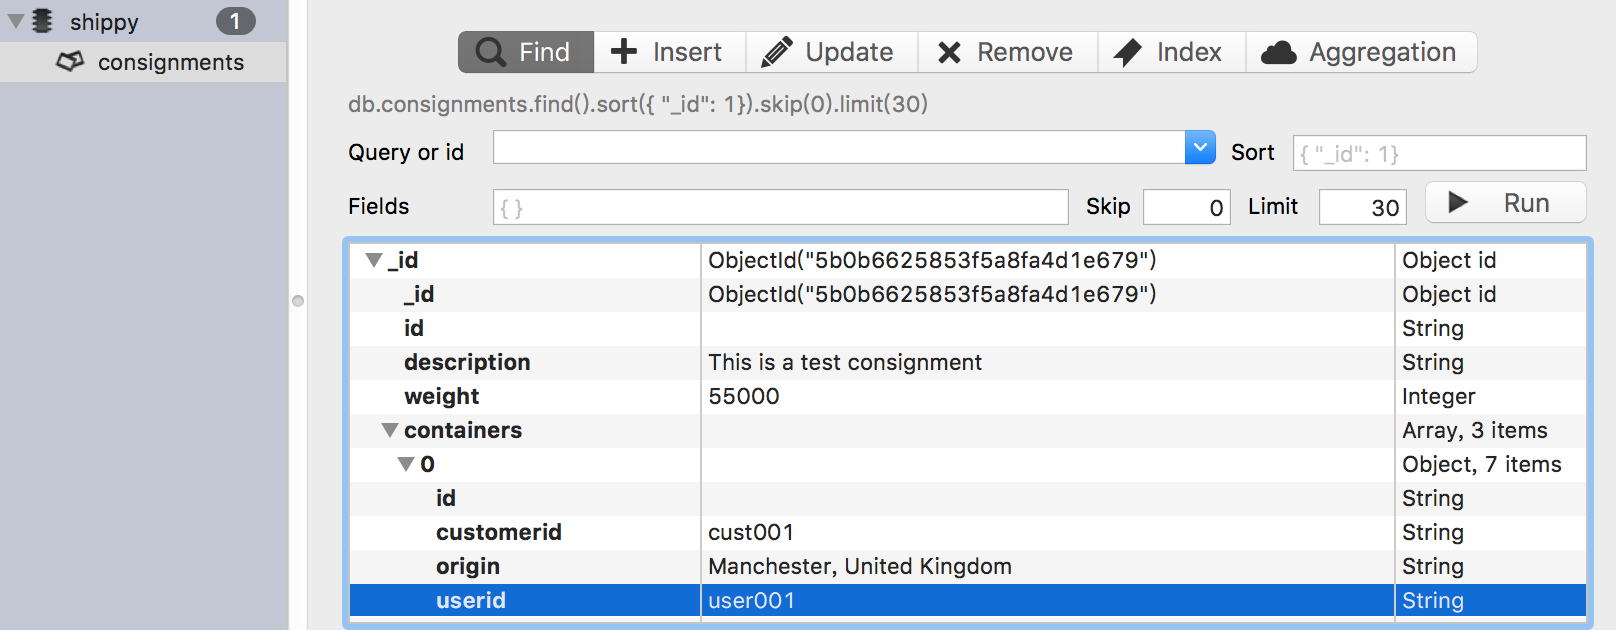 shippy 1
consignments
Find Insert Update Remove Index Aggregation
db.consignments.find().sort({ "_id": 1}).skip(0).limit(30)
Query or id Sort { "_id": 1}
Fields { } Skip 0 Limit 30 Run
_id ObjectId("5b0b6625853f5a8fa4d1e679") Object id
_id ObjectId("5b0b6625853f5a8fa4d1e679") Object id
id String
description This is a test consignment String
weight 55000 Integer
containers Array, 3 items
0 Object, 7 items
id String
customerid cust001 String
origin Manchester, United Kingdom String
userid user001 String